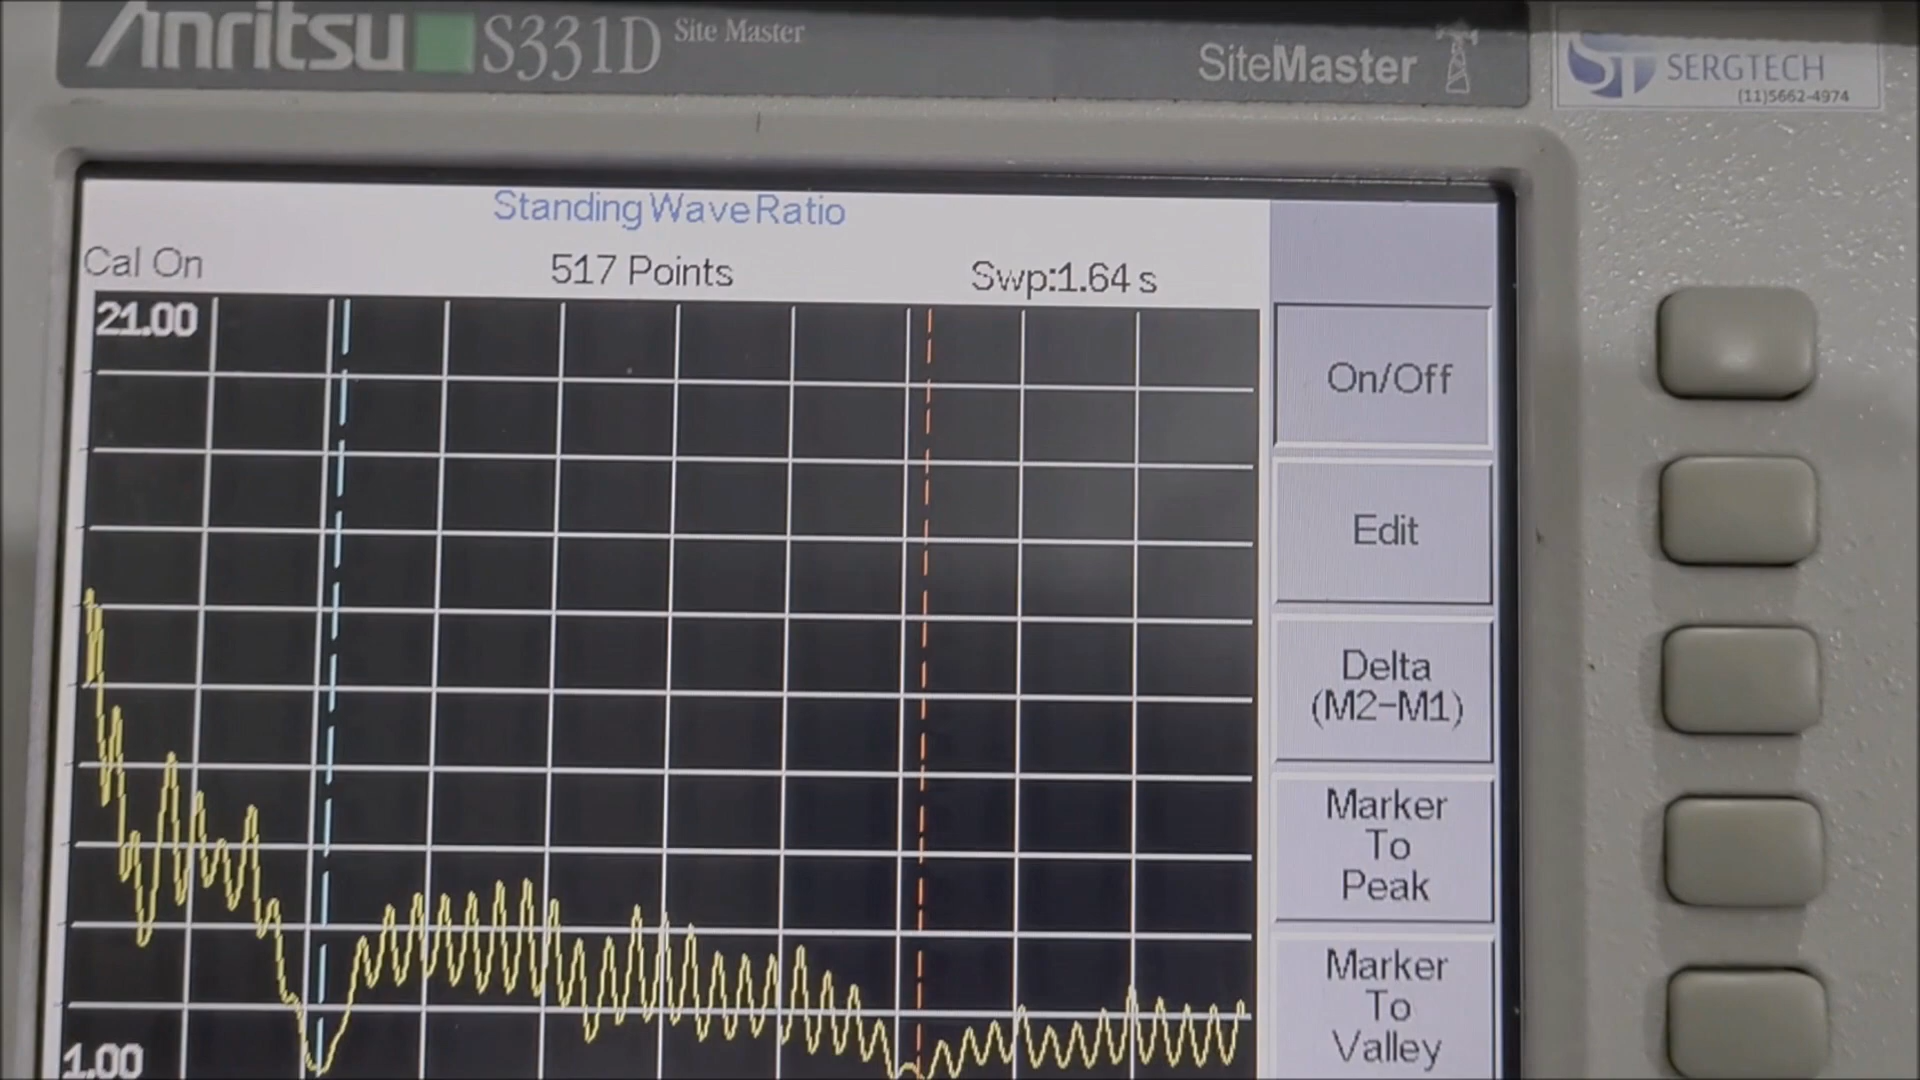 Anritsu S331D Site Master
SiteMaster
ST SERGTECH
(11)5662-4974
Standing Wave Ratio
Cal On
517 Points
Swp:1.64 s
21.00
On/Off
Edit
Delta
(M2-M1)
Marker
To
Peak
Marker
To
Valley
1.00